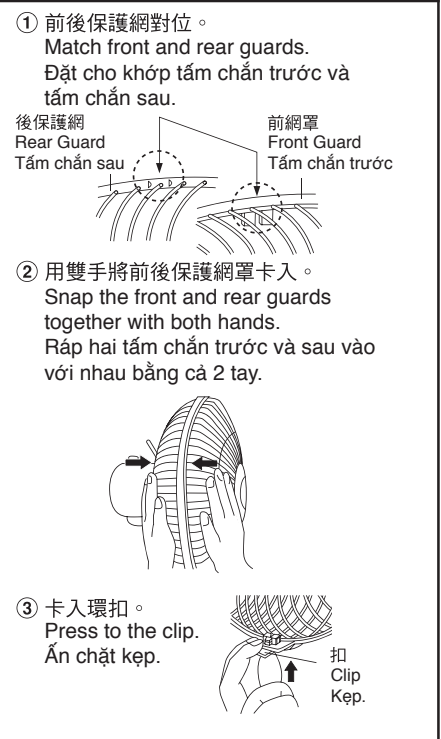 ① 前後保護網對位。
Match front and rear guards.
Đặt cho khớp tấm chắn trước và
tấm chắn sau.
後保護網
Rear Guard
Tấm chắn sau
前網罩
Front Guard
Tấm chắn trước
② 用雙手將前後保護網罩卡入。
Snap the front and rear guards
together with both hands.
Ráp hai tấm chắn trước và sau vào
với nhau bằng cả 2 tay.
③ 卡入環扣。
Press to the clip.
Ấn chặt kẹp.
扣
Clip
Kẹp.